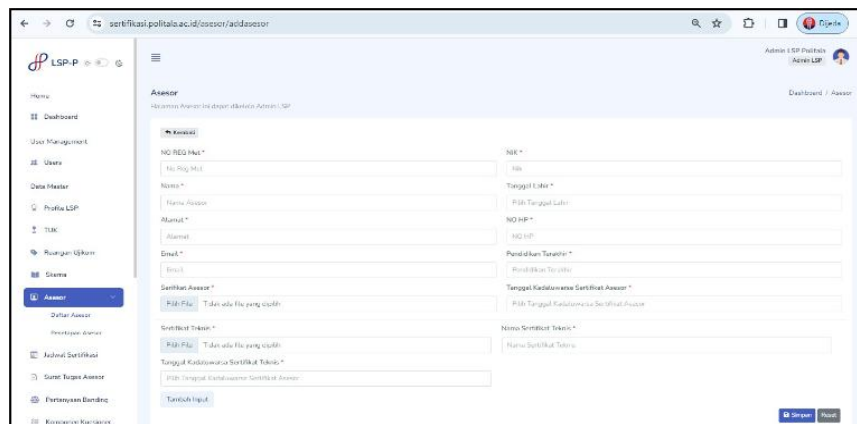 sertifikasi.politala.ac.id/asesor/addasesor
Dijeda
LSP-P
Admin LSP Politala
Admin LSP
Home
Dashboard
User Management
Users
Data Master
Profile LSP
TUK
Ruangan Ujikom
Skema
Asesor
Daftar Asesor
Penetapan Asesor
Jadwal Sertifikasi
Surat Tugas Asesor
Pertanyaan Banding
Komponen Kuesioner
Asesor
Dashboard / Asesor
Halaman Asesor ini dapat dikelola Admin LSP
Kembali
NO REG Met *
NIK *
No Reg Met
Nik
Nama *
Tanggal Lahir *
Nama Asesor
Pilih Tanggal Lahir
Alamat *
NO HP *
Alamat
NO HP
Email *
Pendidikan Terakhir *
Email
Pendidikan Terakhir
Sertifikat Asesor *
Tanggal Kadaluwarsa Sertifikat Asesor *
Pilih File Tidak ada file yang dipilih
Pilih Tanggal Kadaluwarsa Sertifikat Asesor
Sertifikat Teknis *
Nama Sertifikat Teknis *
Pilih File Tidak ada file yang dipilih
Nama Sertifikat Teknis
Tanggal Kadaluwarsa Sertifikat Teknis *
Pilih Tanggal Kadaluwarsa Sertifikat Asesor
Tambah Input
Simpan Reset